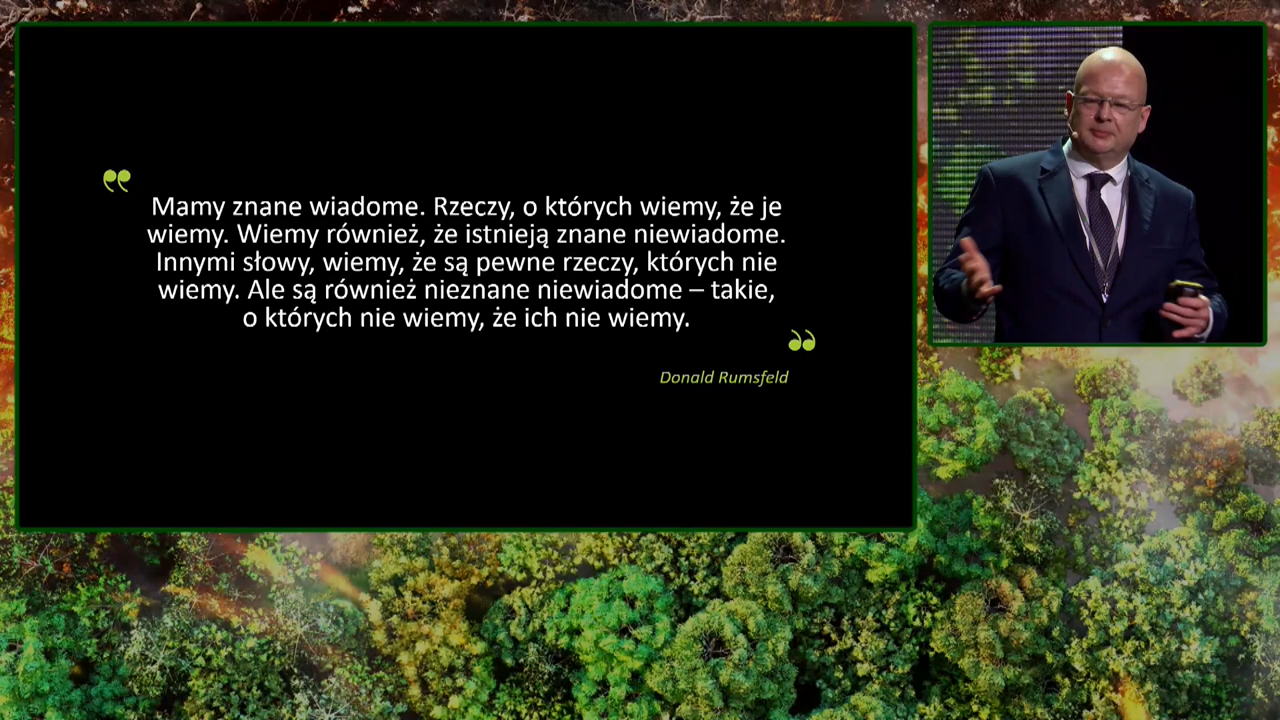 Mamy znane wiadome. Rzeczy, o których wiemy, że je
wiemy. Wiemy również, że istnieją znane niewiadome.
Innymi słowy, wiemy, że są pewne rzeczy, których nie
wiemy. Ale są również nieznane niewiadome – takie,
o których nie wiemy, że ich nie wiemy.
Donald Rumsfeld